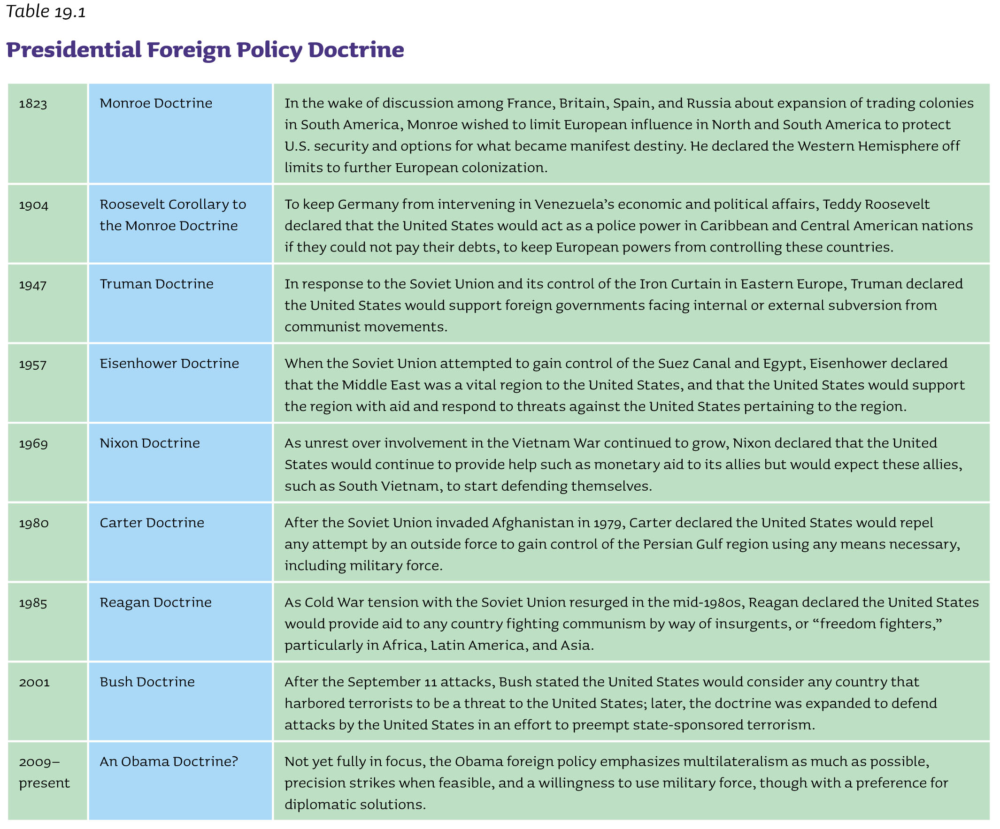 Table 19.1
Presidential Foreign Policy Doctrine
1823
Monroe Doctrine
In the wake of discussion among France, Britain, Spain, and Russia about expansion of trading colonies
in South America, Monroe wished to limit European influence in North and South America to protect
U.S. security and options for what became manifest destiny. He declared the Western Hemisphere off
limits to further European colonization.
1904
Roosevelt Corollary to
the Monroe Doctrine
To keep Germany from intervening in Venezuela’s economic and political affairs, Teddy Roosevelt
declared that the United States would act as a police power in Caribbean and Central American nations
if they could not pay their debts, to keep European powers from controlling these countries.
1947
Truman Doctrine
In response to the Soviet Union and its control of the Iron Curtain in Eastern Europe, Truman declared
the United States would support foreign governments facing internal or external subversion from
communist movements.
1957
Eisenhower Doctrine
When the Soviet Union attempted to gain control of the Suez Canal and Egypt, Eisenhower declared
that the Middle East was a vital region to the United States, and that the United States would support
the region with aid and respond to threats against the United States pertaining to the region.
1969
Nixon Doctrine
As unrest over involvement in the Vietnam War continued to grow, Nixon declared that the United
States would continue to provide help such as monetary aid to its allies but would expect these allies,
such as South Vietnam, to start defending themselves.
1980
Carter Doctrine
After the Soviet Union invaded Afghanistan in 1979, Carter declared the United States would repel
any attempt by an outside force to gain control of the Persian Gulf region using any means necessary,
including military force.
1985
Reagan Doctrine
As Cold War tension with the Soviet Union resurged in the mid-1980s, Reagan declared the United States
would provide aid to any country fighting communism by way of insurgents, or “freedom fighters,”
particularly in Africa, Latin America, and Asia.
2001
Bush Doctrine
After the September 11 attacks, Bush stated the United States would consider any country that
harbored terrorists to be a threat to the United States; later, the doctrine was expanded to defend
attacks by the United States in an effort to preempt state-sponsored terrorism.
2009–
present
An Obama Doctrine?
Not yet fully in focus, the Obama foreign policy emphasizes multilateralism as much as possible,
precision strikes when feasible, and a willingness to use military force, though with a preference for
diplomatic solutions.